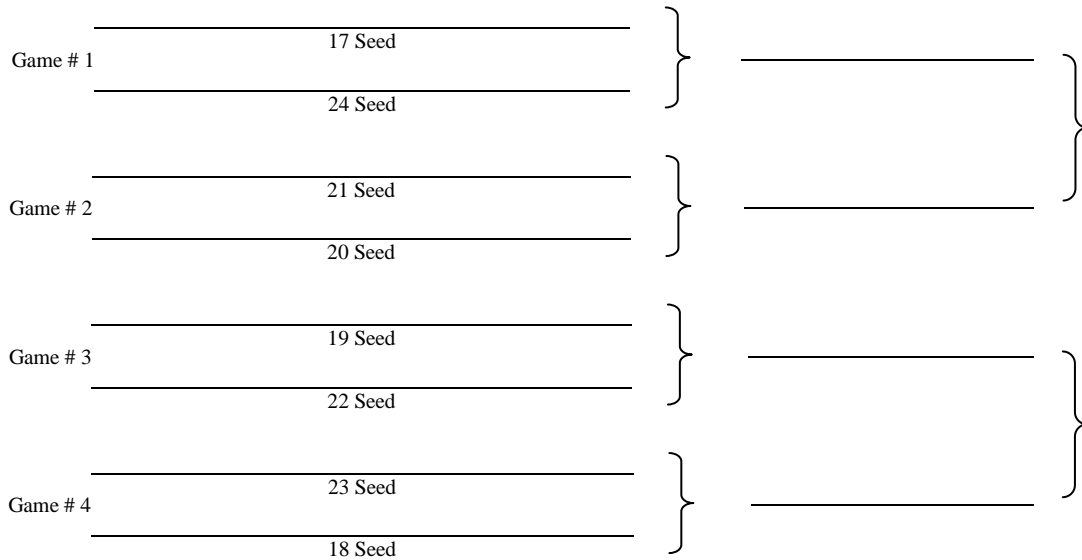 17 Seed
Game # 1
24 Seed
21 Seed
Game # 2
20 Seed
19 Seed
Game # 3
22 Seed
23 Seed
Game # 4
18 Seed